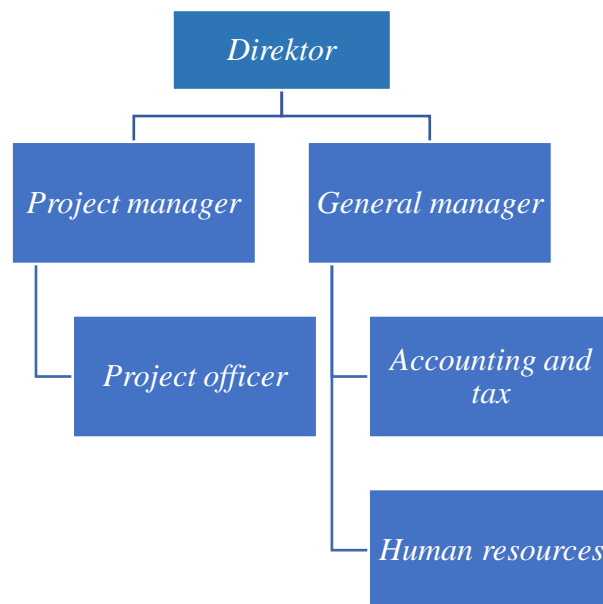 Direktor
Project manager
General manager
Project officer
Accounting and
tax
Human resources